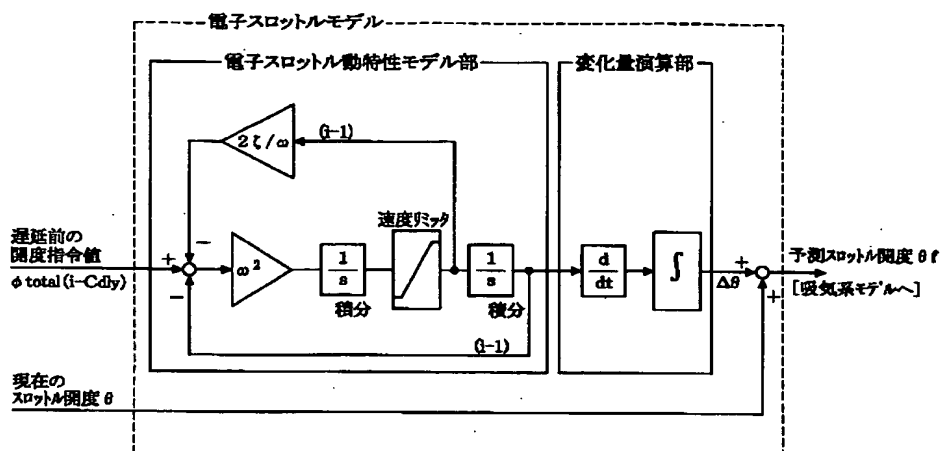 電子スロットルモデル
電子スロットル動特性モデル部
変化量演算部
2ζ/ω
(i-1)
速度リミッタ
遅延前の
開度指令値
φtotal(i-Cdly)
+
-
-
ω²
1/s
積分
1/s
積分
(i-1)
d/dt
∫
Δθ
+
+
予測スロットル開度θf
[吸気系モデルへ]
現在の
スロットル開度θ